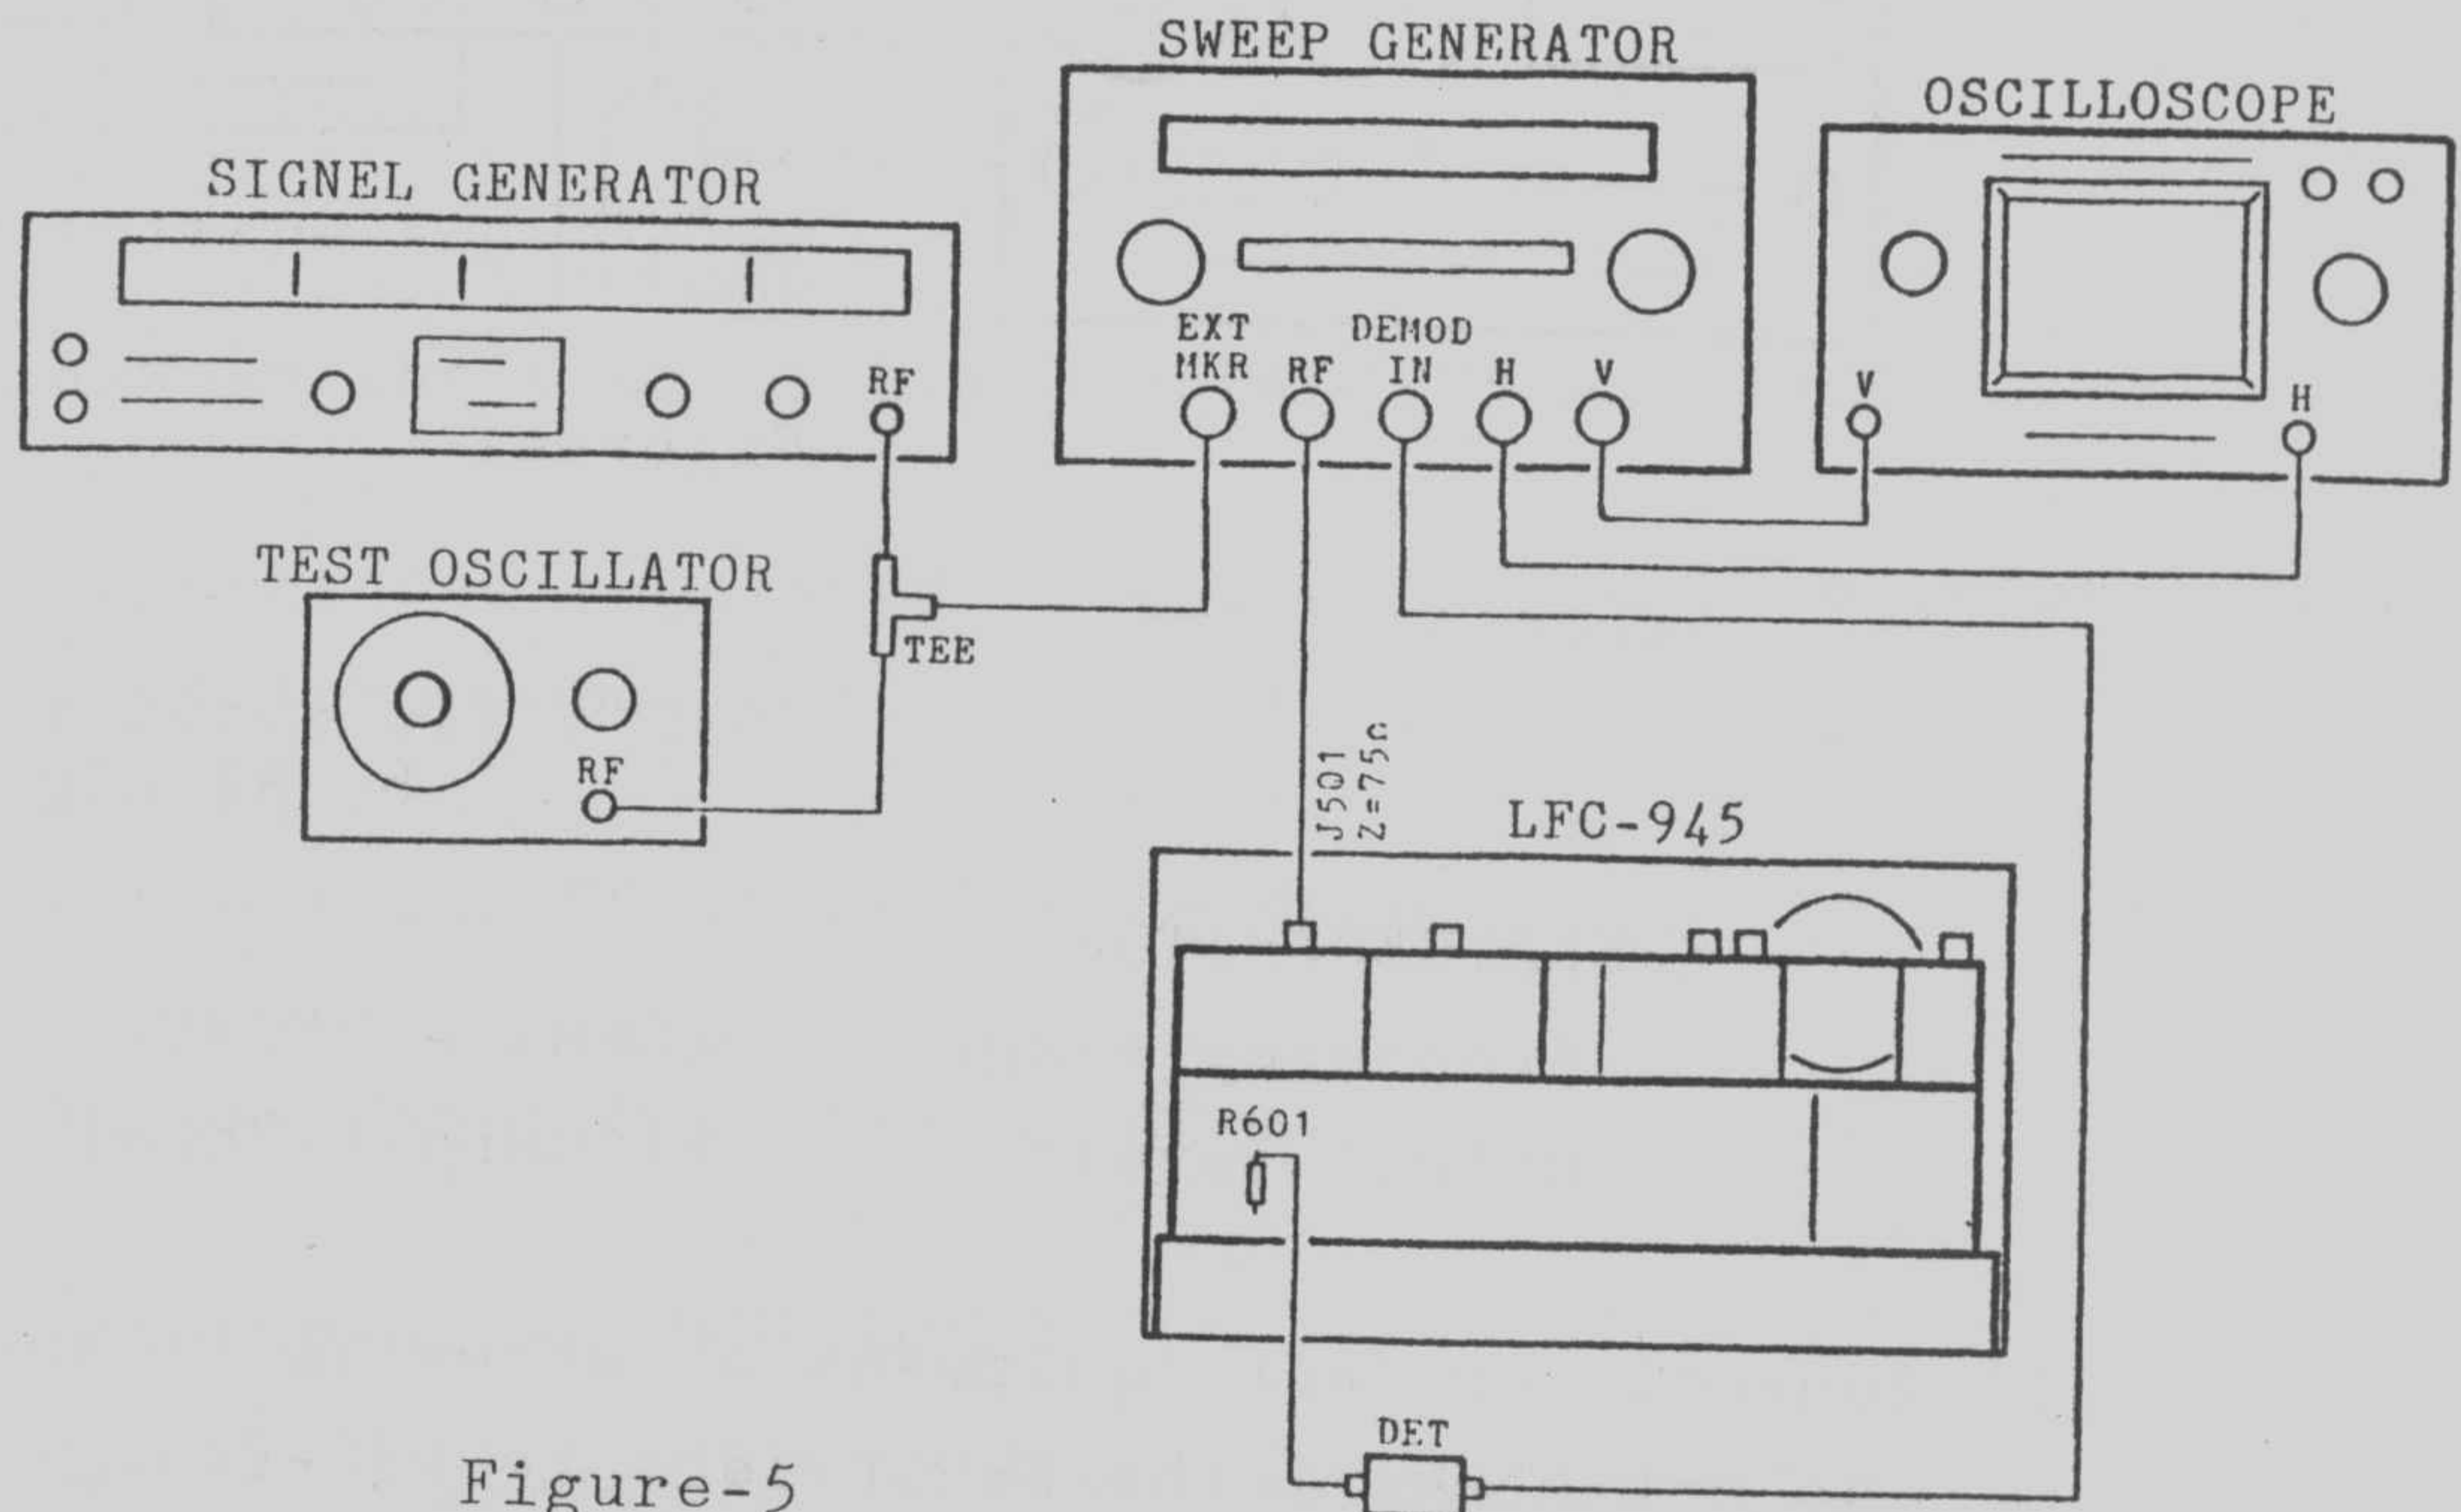 SWEEP GENERATOR
OSCILLOSCOPE
SIGNEL GENERATOR
EXT
MKR
RF
DEMOD
IN
H
V
RF
V
H
TEST OSCILLATOR
TEE
RF
J501
Z=75Ω
LFC-945
R601
DET
Figure-5